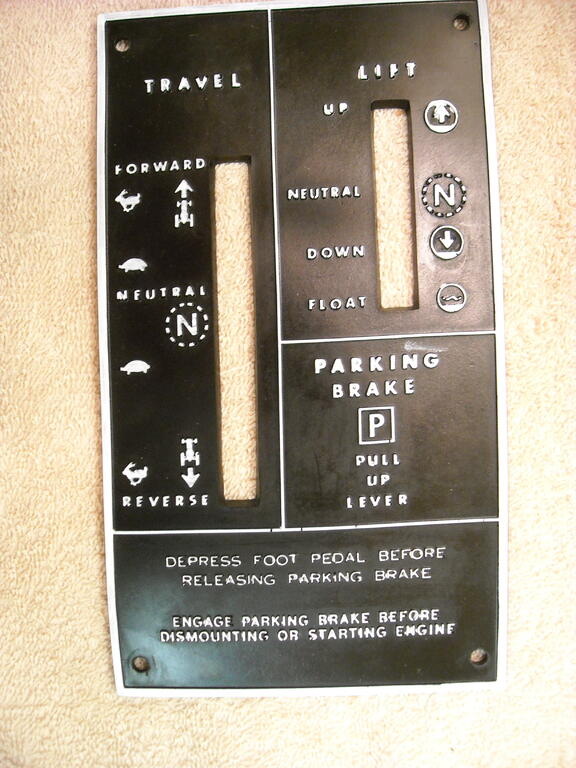 TRAVEL
FORWARD
NEUTRAL
N
REVERSE
LIFT
UP
NEUTRAL
N
DOWN
FLOAT
PARKING
BRAKE
P
PULL
UP
LEVER
DEPRESS FOOT PEDAL BEFORE
RELEASING PARKING BRAKE
ENGAGE PARKING BRAKE BEFORE
DISMOUNTING OR STARTING ENGINE